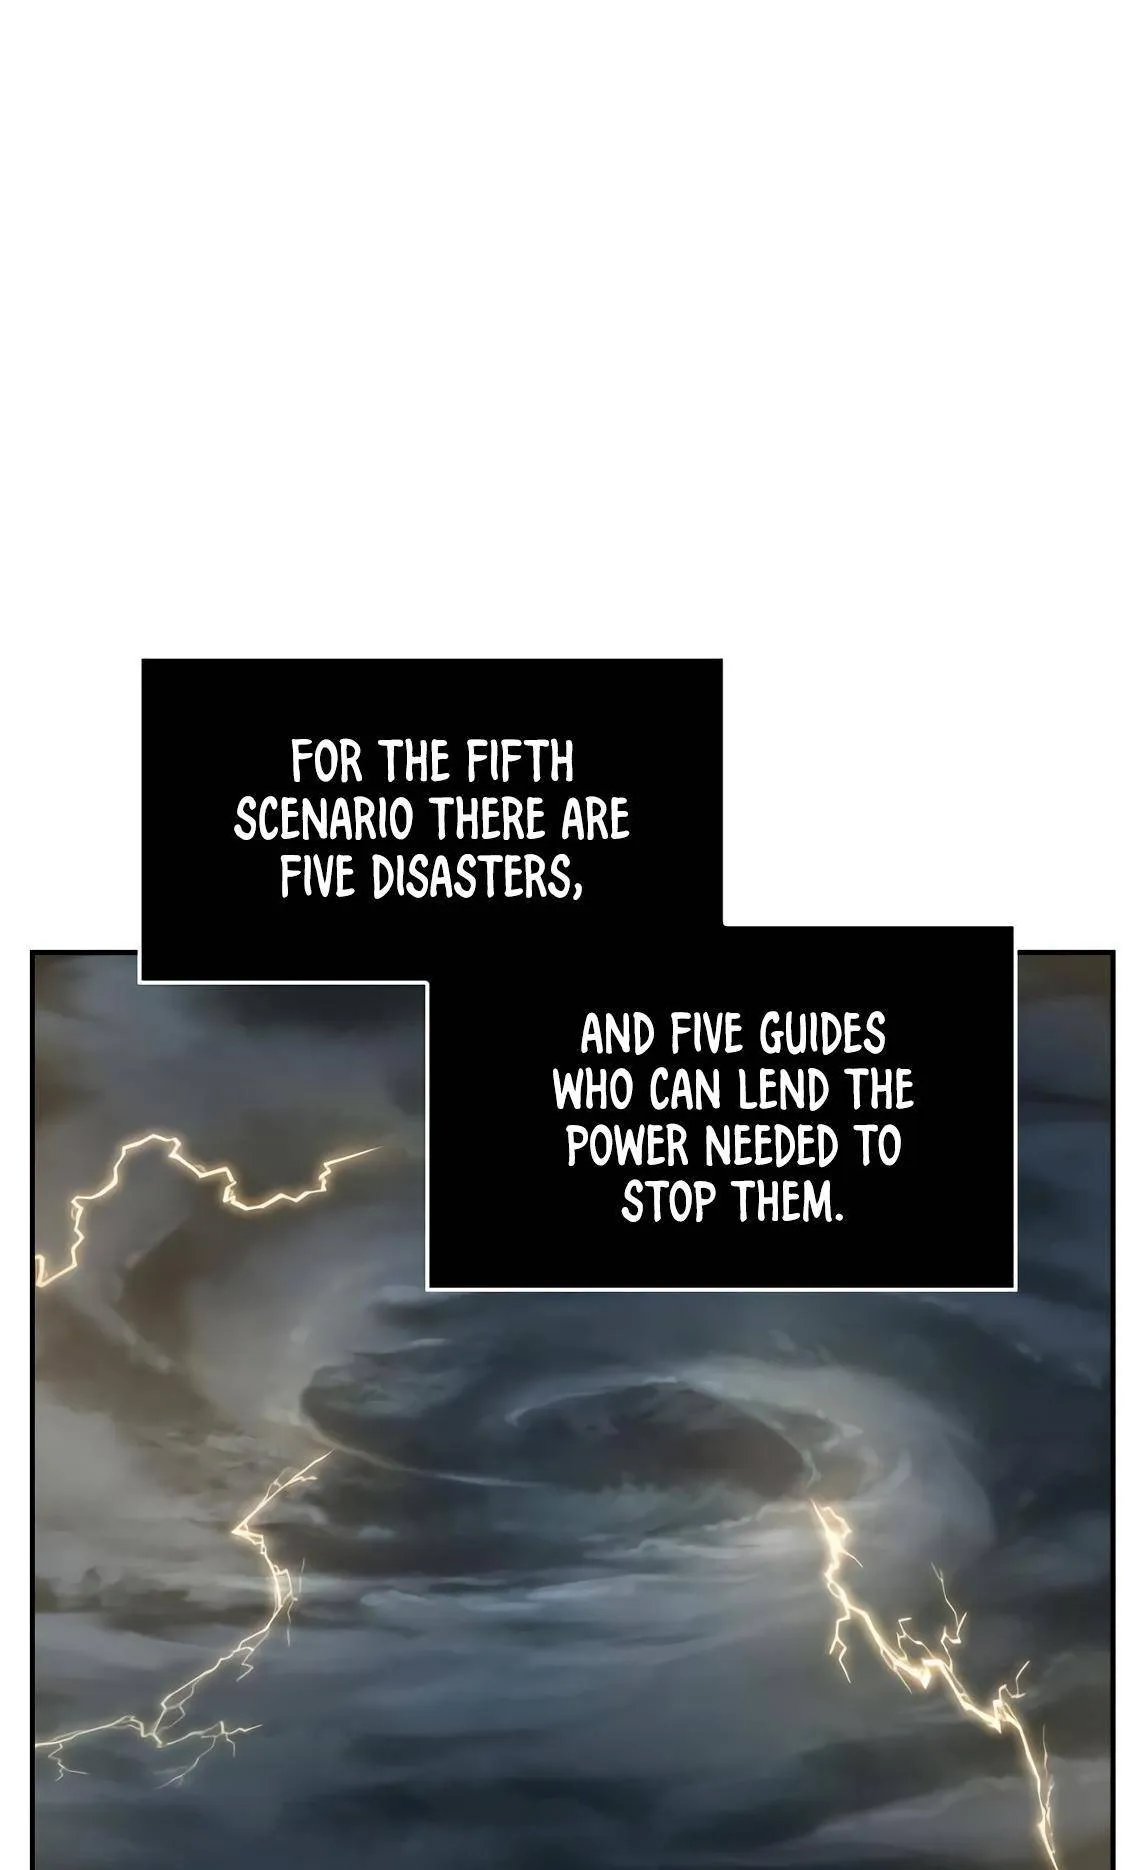 FOR THE FIFTH
SCENARIO THERE ARE
FIVE DISASTERS,
AND FIVE GUIDES
WHO CAN LEND THE
POWER NEEDED TO
STOP THEM.